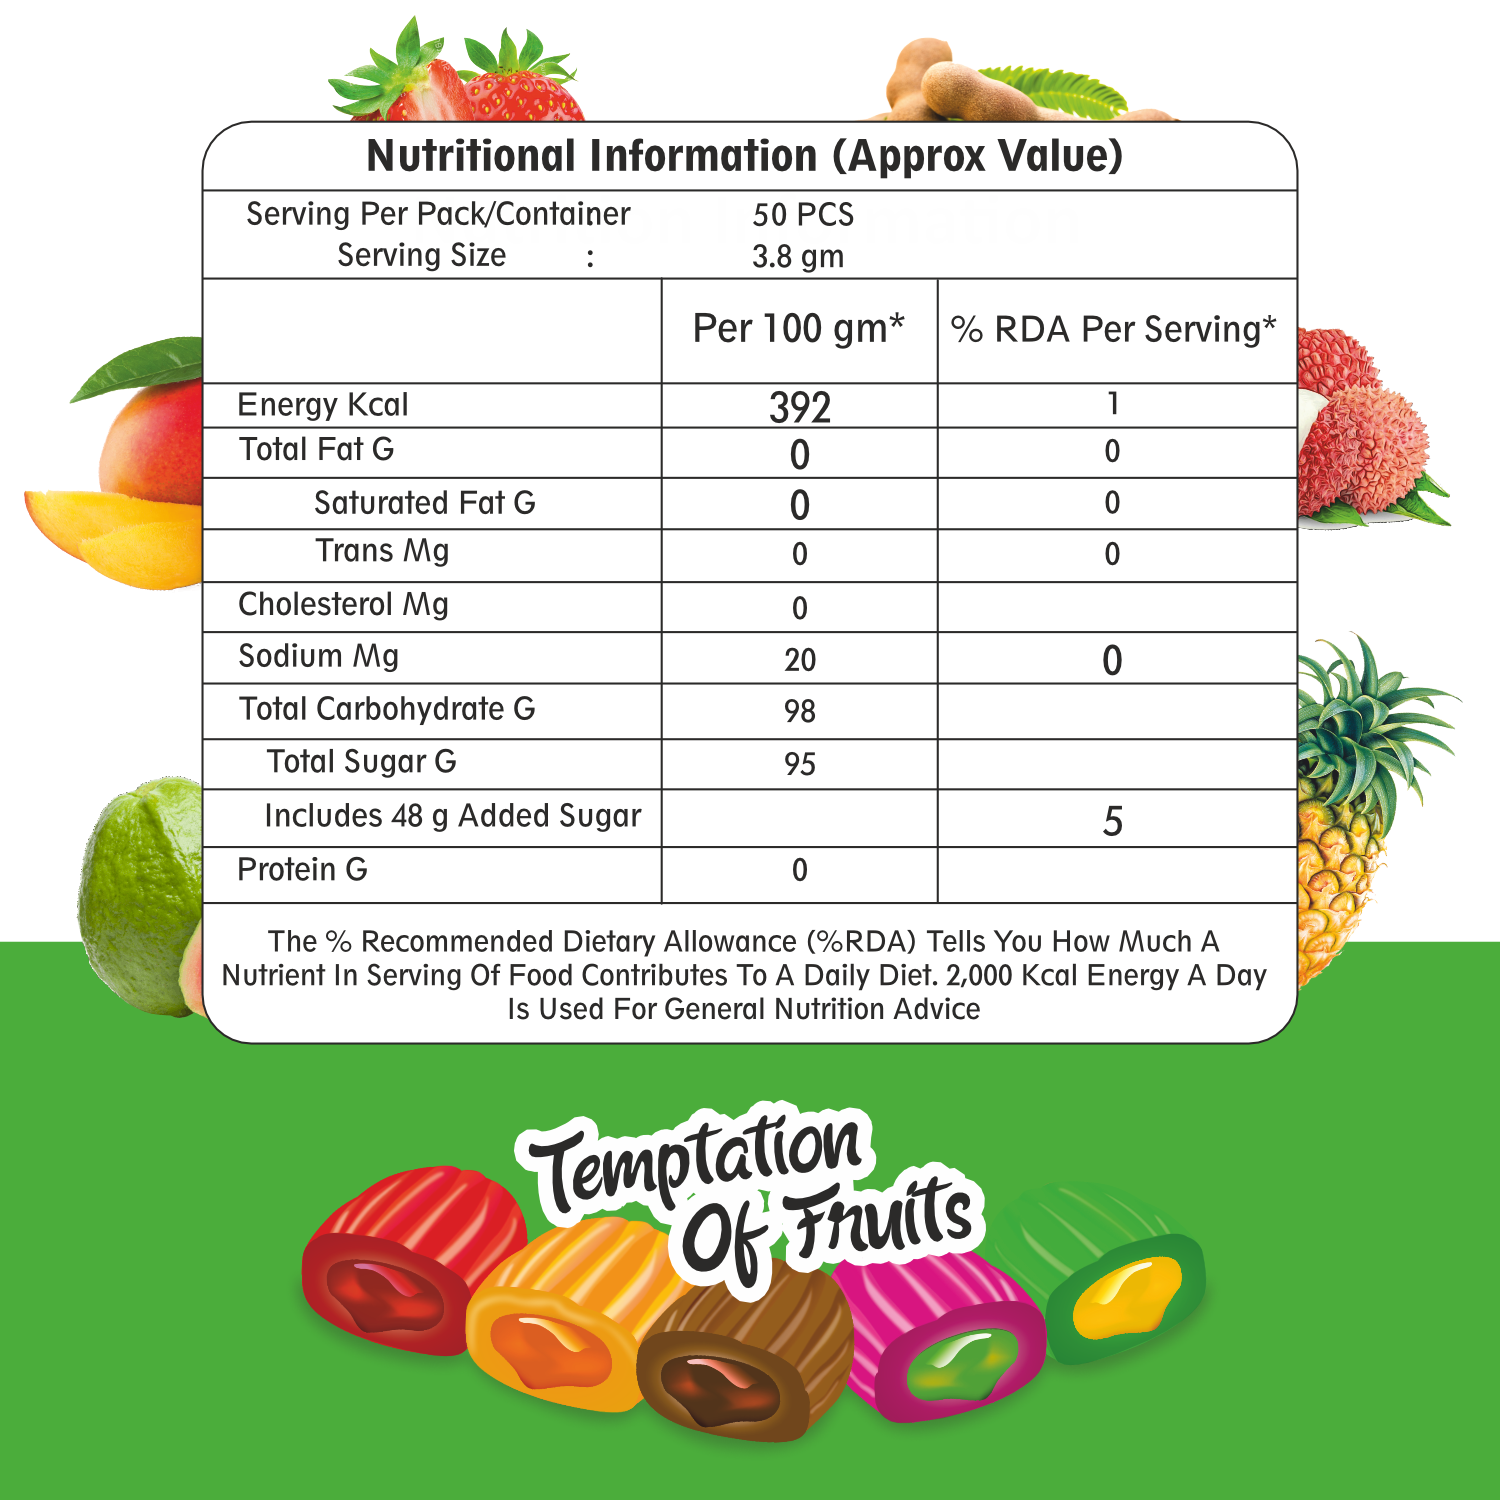 Nutritional Information (Approx Value)
Serving Per Pack/Container 50 PCS
Serving Size : 3.8 gm
Per 100 gm* % RDA Per Serving*
Energy Kcal 392 1
Total Fat G 0 0
Saturated Fat G 0 0
Trans Mg 0 0
Cholesterol Mg 0
Sodium Mg 20 0
Total Carbohydrate G 98
Total Sugar G 95
Includes 48 g Added Sugar 5
Protein G 0
The % Recommended Dietary Allowance (%RDA) Tells You How Much A
Nutrient In Serving Of Food Contributes To A Daily Diet. 2,000 Kcal Energy A Day
Is Used For General Nutrition Advice
Temptation
Of Fruits